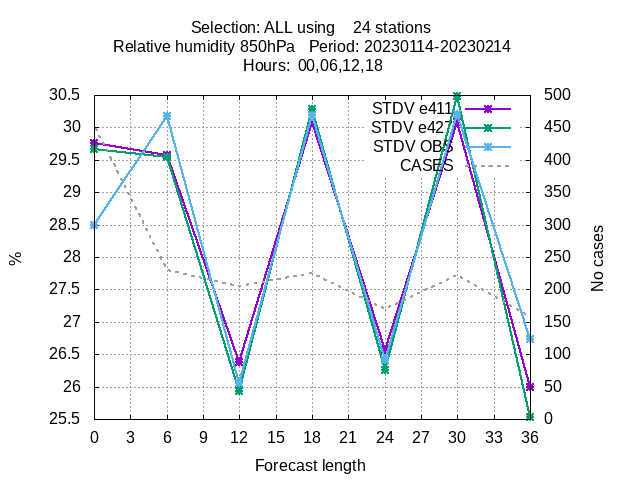 Selection: ALL using    24 stations
Relative humidity 850hPa   Period: 20230114-20230214
Hours:  00,06,12,18
30.5
30
29.5
29
28.5
28
27.5
27
26.5
26
25.5
%
STDV e411
STDV e427
STDV OBS
CASES
500
450
400
350
300
250
200
150
100
50
0
No cases
0 3 6 9 12 15 18 21 24 27 30 33 36
Forecast length